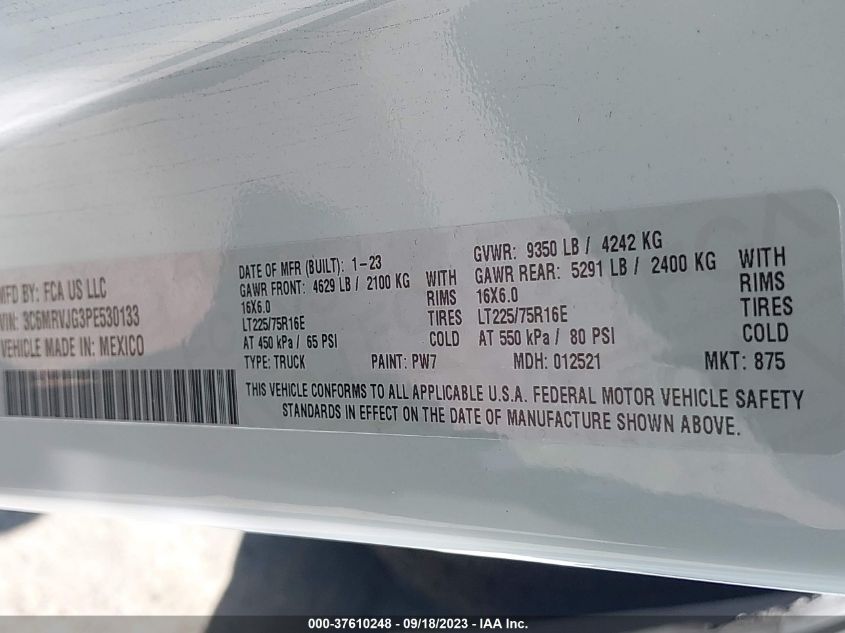 MFD BY: FCA US LLC
VIN: 3C6MRVJG3PE530133
VEHICLE MADE IN: MEXICO
DATE OF MFR (BUILT): 1-23
GAWR FRONT: 4629 LB / 2100 KG WITH
16X6.0 RIMS
LT225/75R16E TIRES
AT 450 kPa / 65 PSI COLD
GVWR: 9350 LB / 4242 KG
GAWR REAR: 5291 LB / 2400 KG WITH
16X6.0 RIMS
LT225/75R16E TIRES
AT 550 kPa / 80 PSI COLD
TYPE: TRUCK PAINT: PW7 MDH: 012521 MKT: 875
THIS VEHICLE CONFORMS TO ALL APPLICABLE U.S.A. FEDERAL MOTOR VEHICLE SAFETY
STANDARDS IN EFFECT ON THE DATE OF MANUFACTURE SHOWN ABOVE.
000-37610248 - 09/18/2023 - IAA Inc.